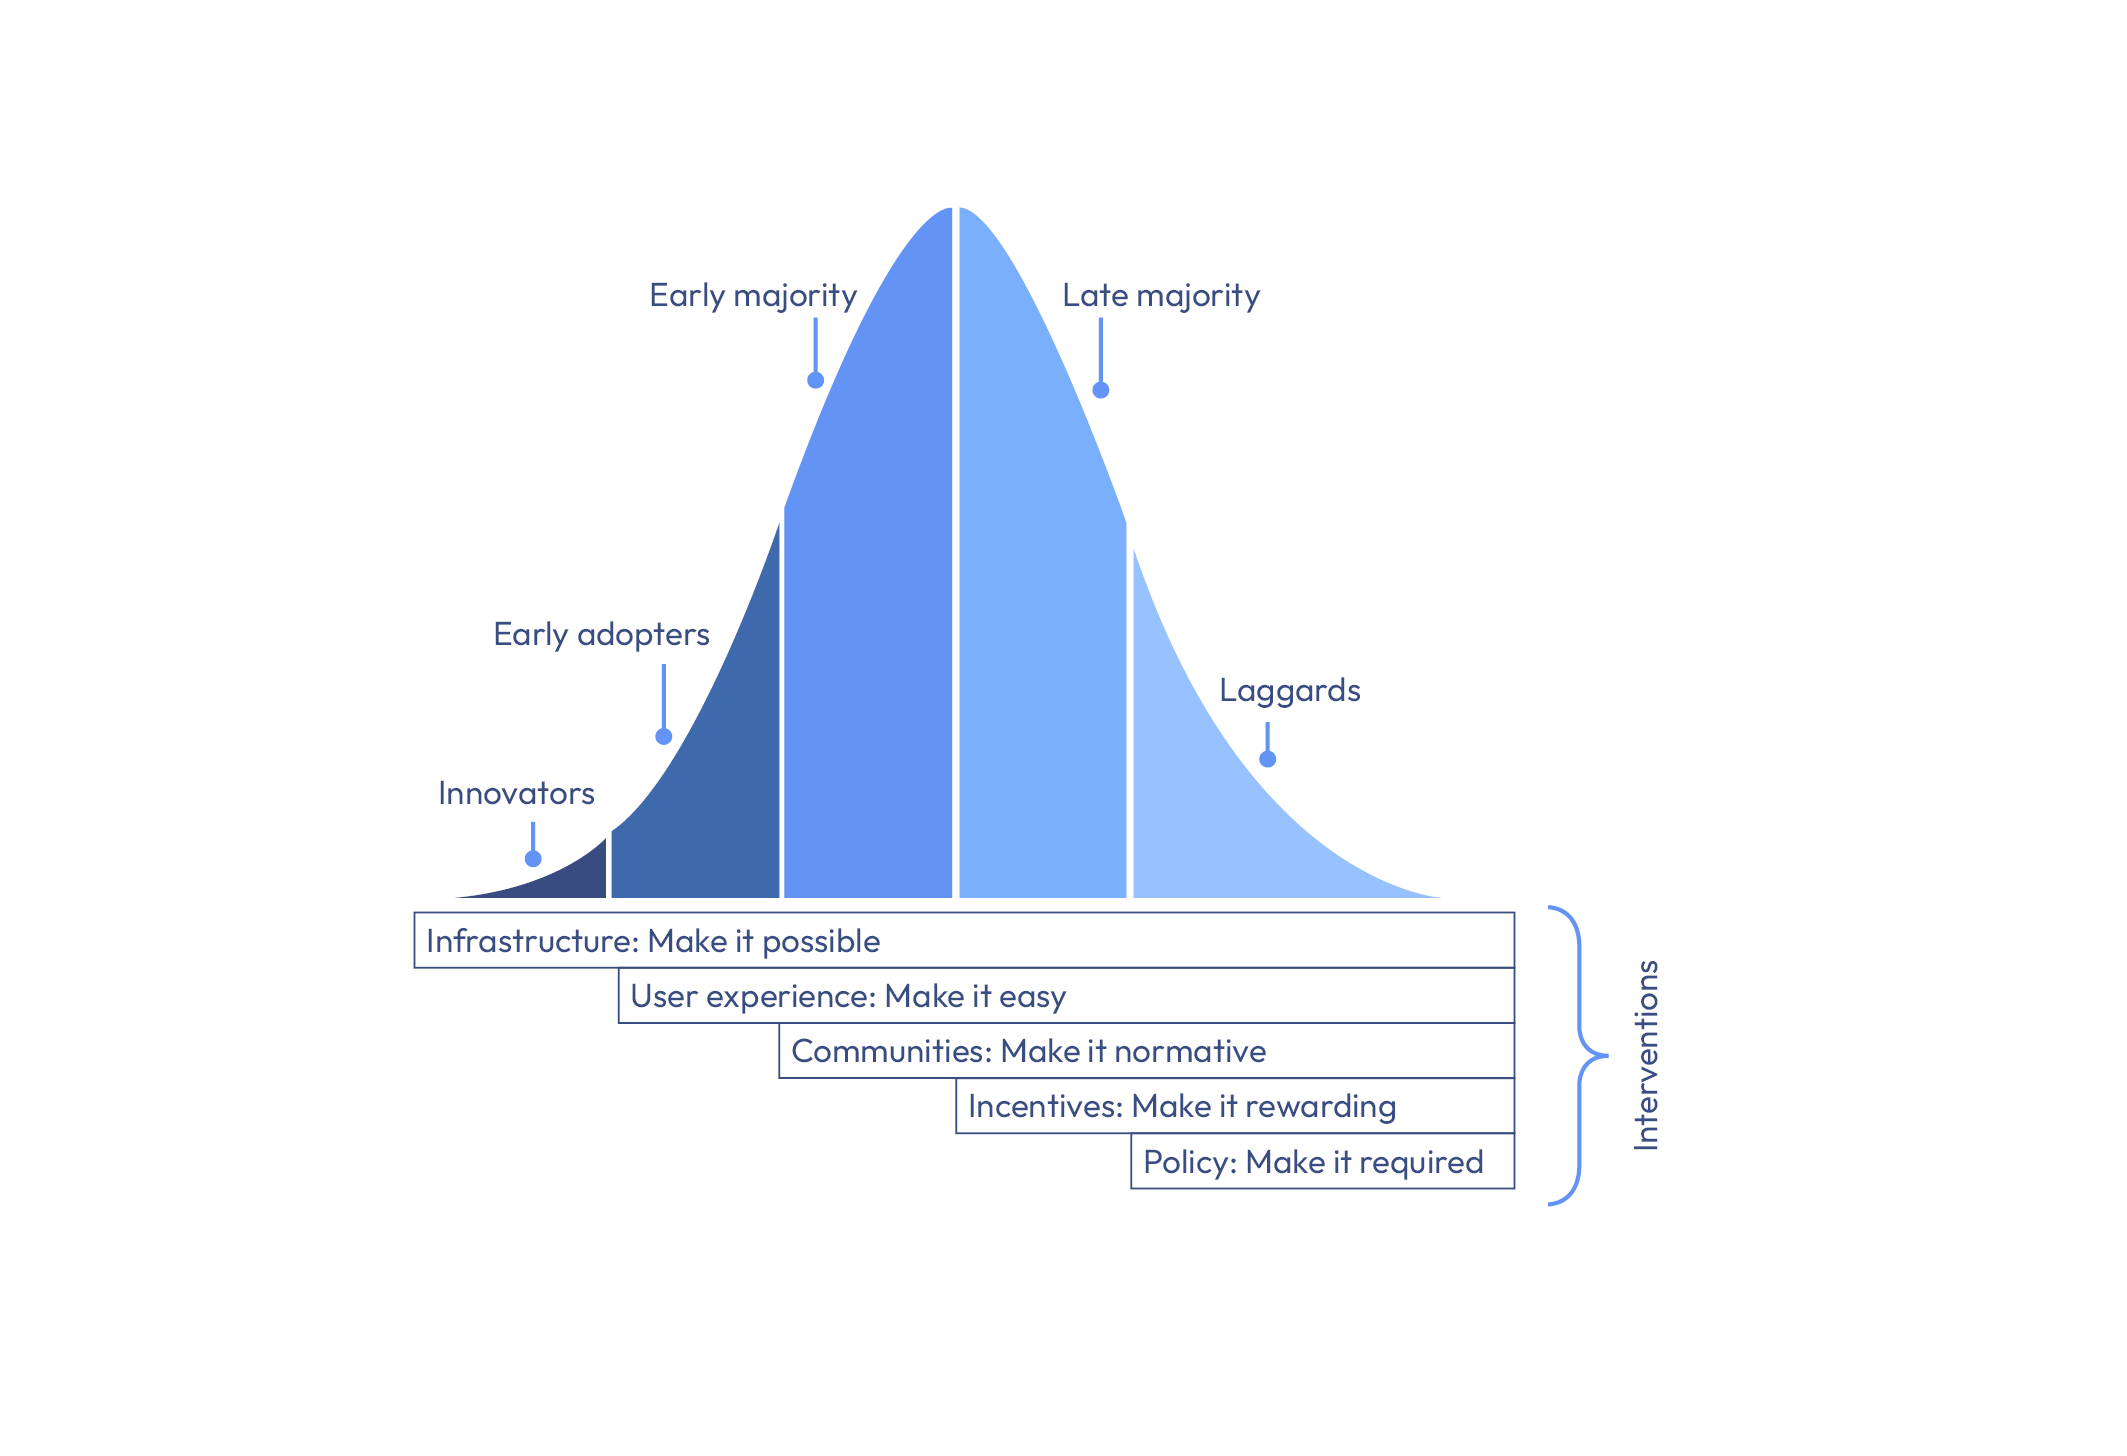 Early majority
Late majority
Early adopters
Laggards
Innovators
Infrastructure: Make it possible
User experience: Make it easy
Communities: Make it normative
Incentives: Make it rewarding
Policy: Make it required
Interventions